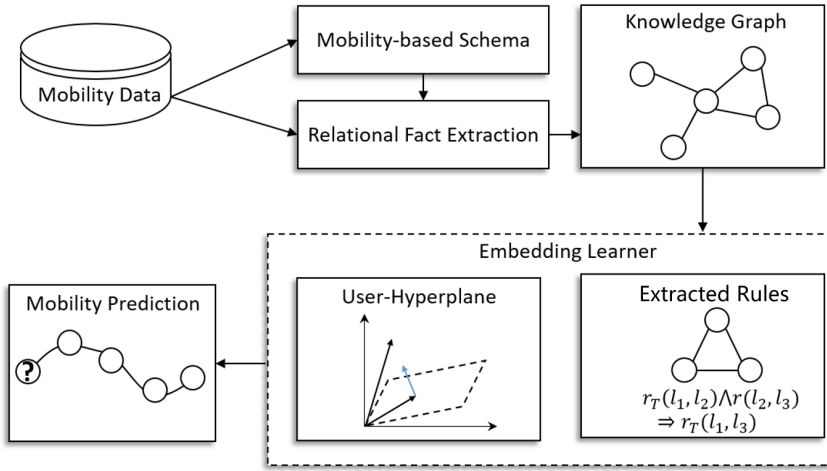 Mobility Data
Mobility-based Schema
Relational Fact Extraction
Knowledge Graph
Embedding Learner
User-Hyperplane
Extracted Rules
r_T(l_1, l_2)⋀r(l_2, l_3)
⇒ r_T(l_1, l_3)
Mobility Prediction
?